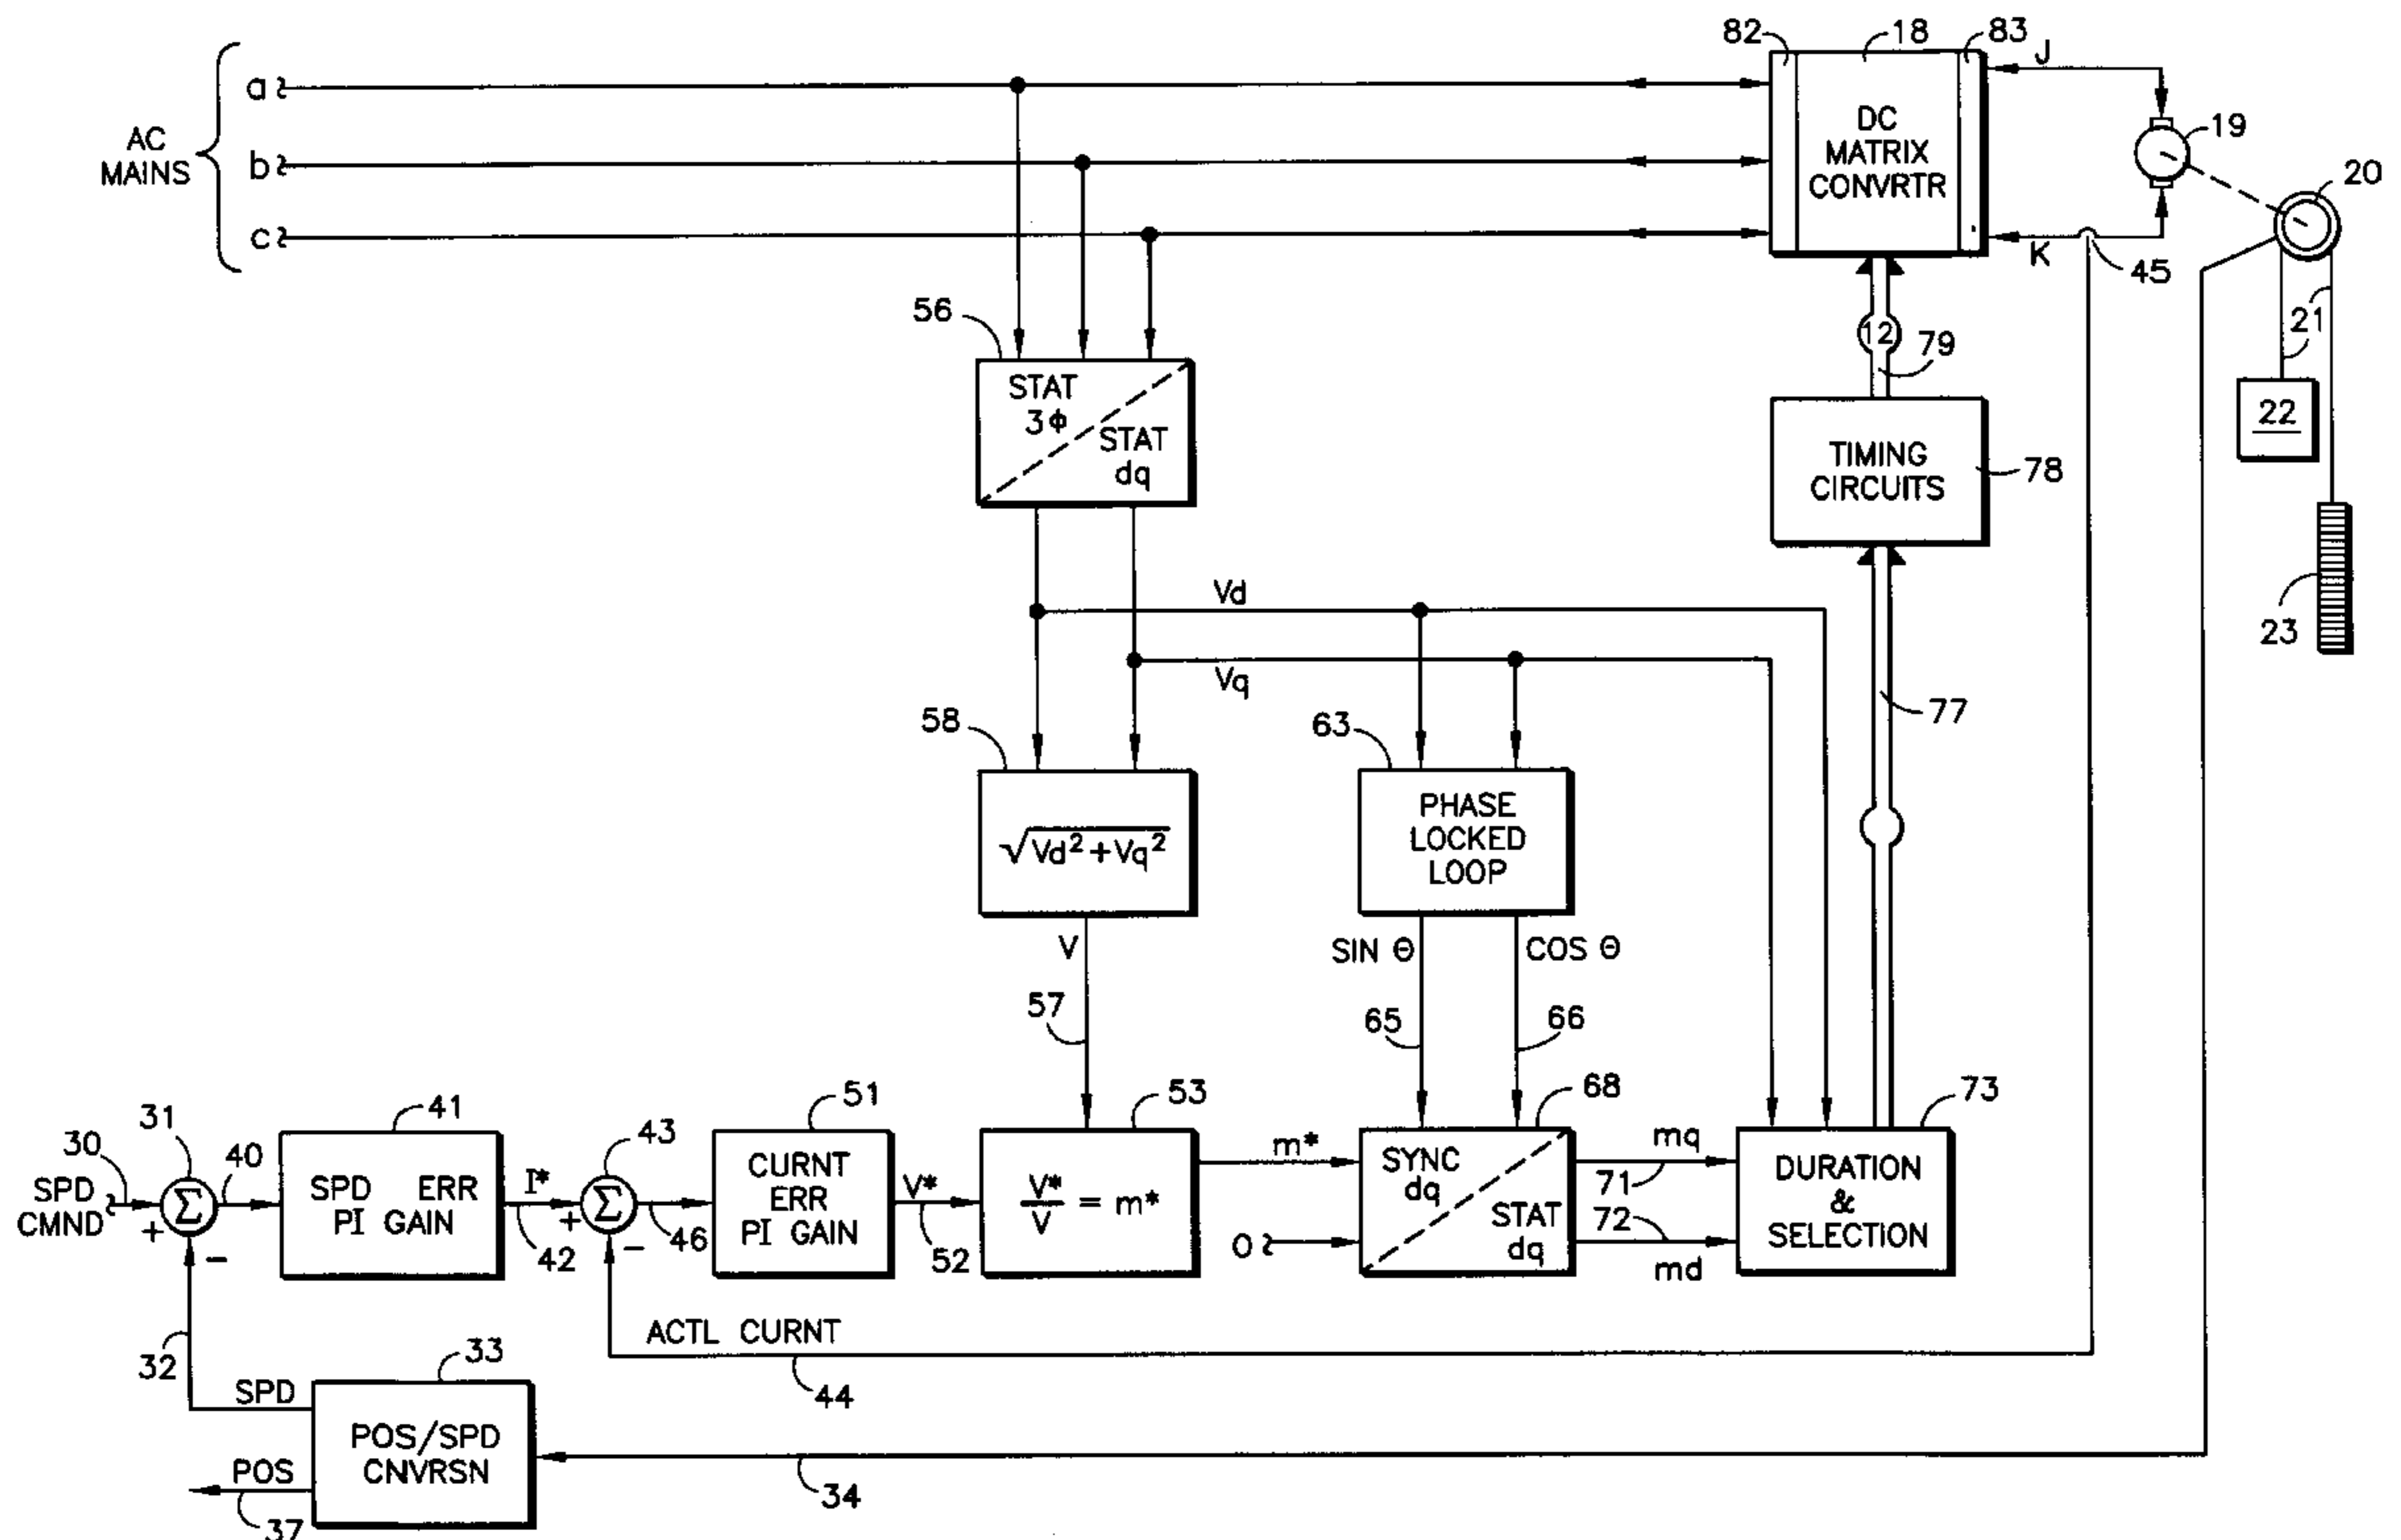 82
18
83
J
a
AC
MAINS
b
c
DC
MATRIX
CONVRTR
19
20
K
45
56
12
79
21
STAT
3ϕ
STAT
dq
22
TIMING
CIRCUITS
78
Vd
23
Vq
77
58
63
√Vd²+Vq²
PHASE
LOCKED
LOOP
V
SIN θ
COS θ
57
65
66
31
41
43
51
53
68
73
30
SPD
CMND
+
−
Σ
40
SPD ERR
PI GAIN
I*
42
+
−
Σ
46
CURNT
ERR
PI GAIN
V*
52
V*/V = m*
m*
0
SYNC
dq
STAT
dq
mq
71
72
md
DURATION
&
SELECTION
32
ACTL CURNT
44
33
SPD
POS/SPD
CNVRSN
POS
37
34